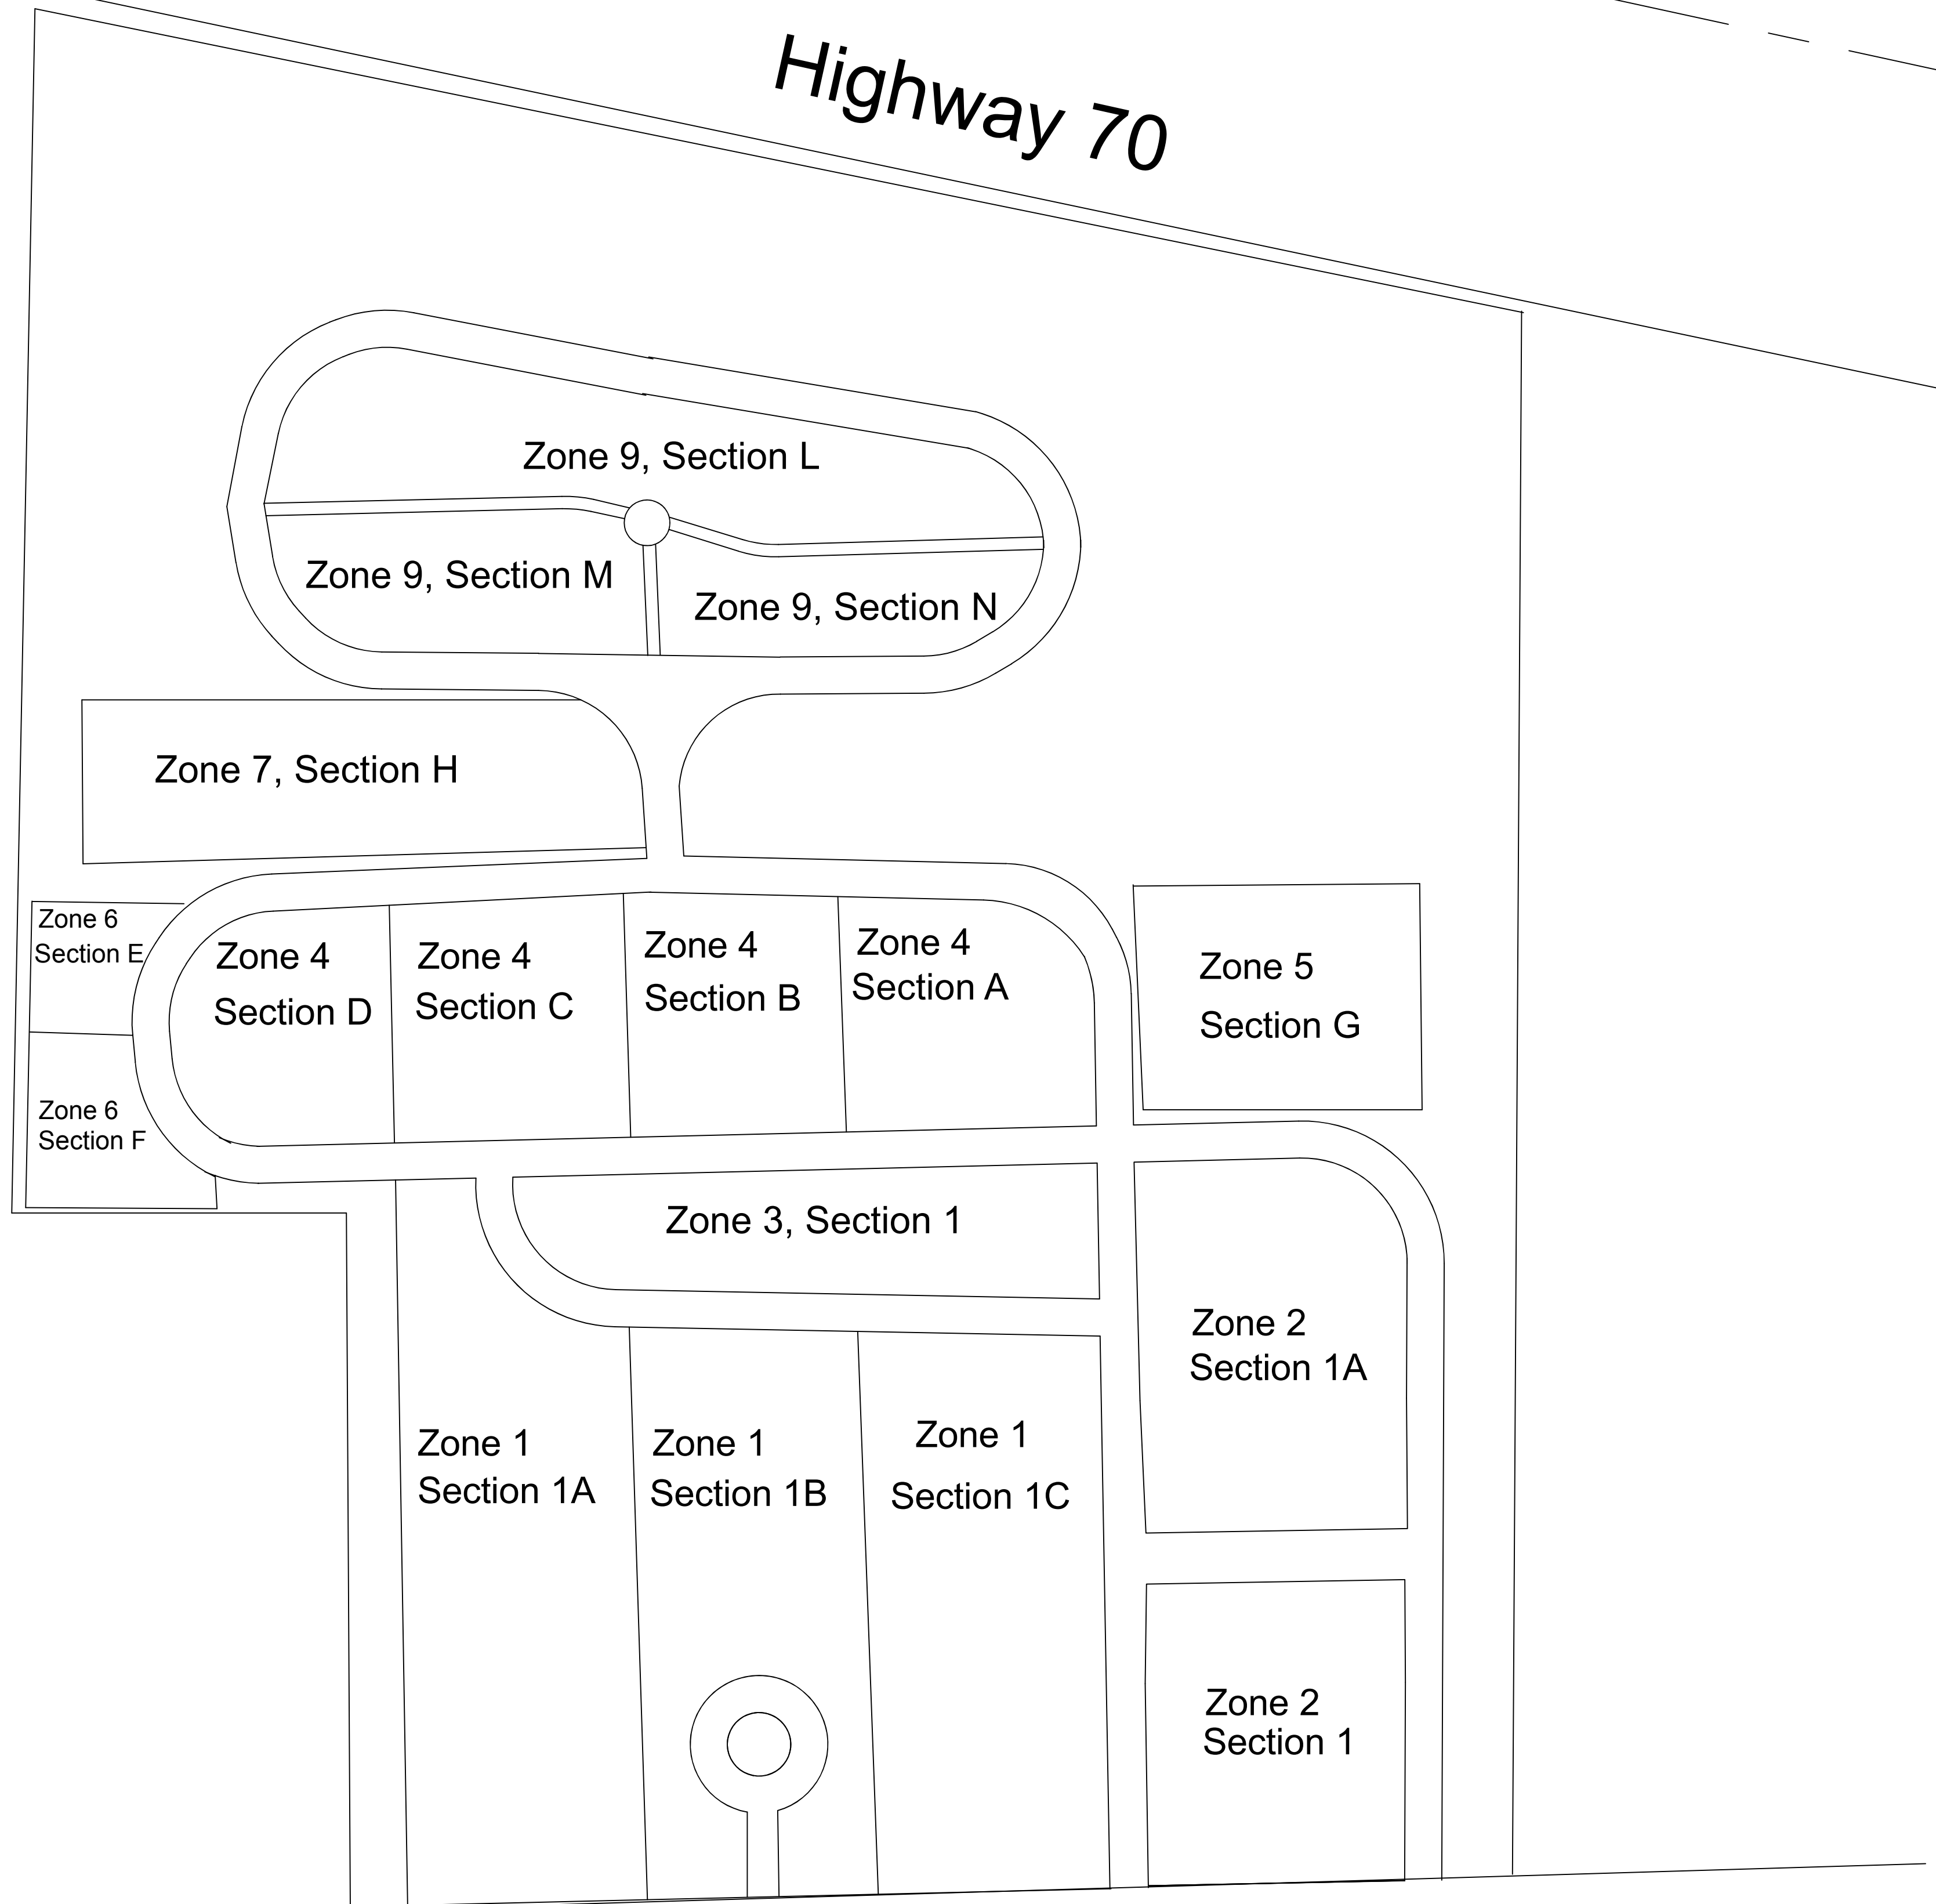 Highway 70
Zone 9, Section L
Zone 9, Section M
Zone 9, Section N
Zone 7, Section H
Zone 6
Section E
Zone 4
Section D
Zone 4
Section C
Zone 4
Section B
Zone 4
Section A
Zone 5
Section G
Zone 6
Section F
Zone 3, Section 1
Zone 2
Section 1A
Zone 1
Section 1A
Zone 1
Section 1B
Zone 1
Section 1C
Zone 2
Section 1